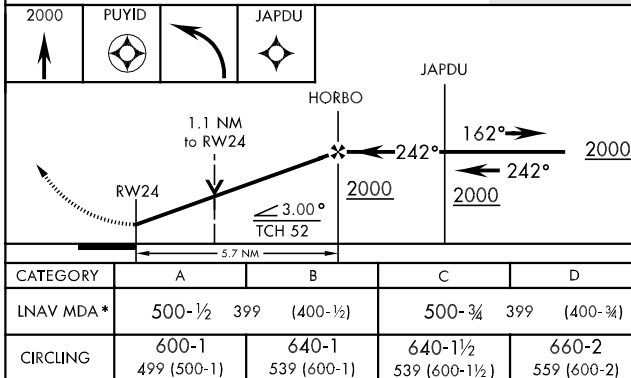 2000 PUYID JAPDU
JAPDU
HORBO
1.1 NM
to RW24
162°
242° 2000
242°
RW24
2000 2000
3.00°
TCH 52
5.7 NM
CATEGORY A B C D
LNAV MDA* 500-½ 399 (400-½) 500-¾ 399 (400-¾)
CIRCLING 600-1 640-1 640-1½ 660-2
499 (500-1) 539 (600-1) 539 (600-1½) 559 (600-2)